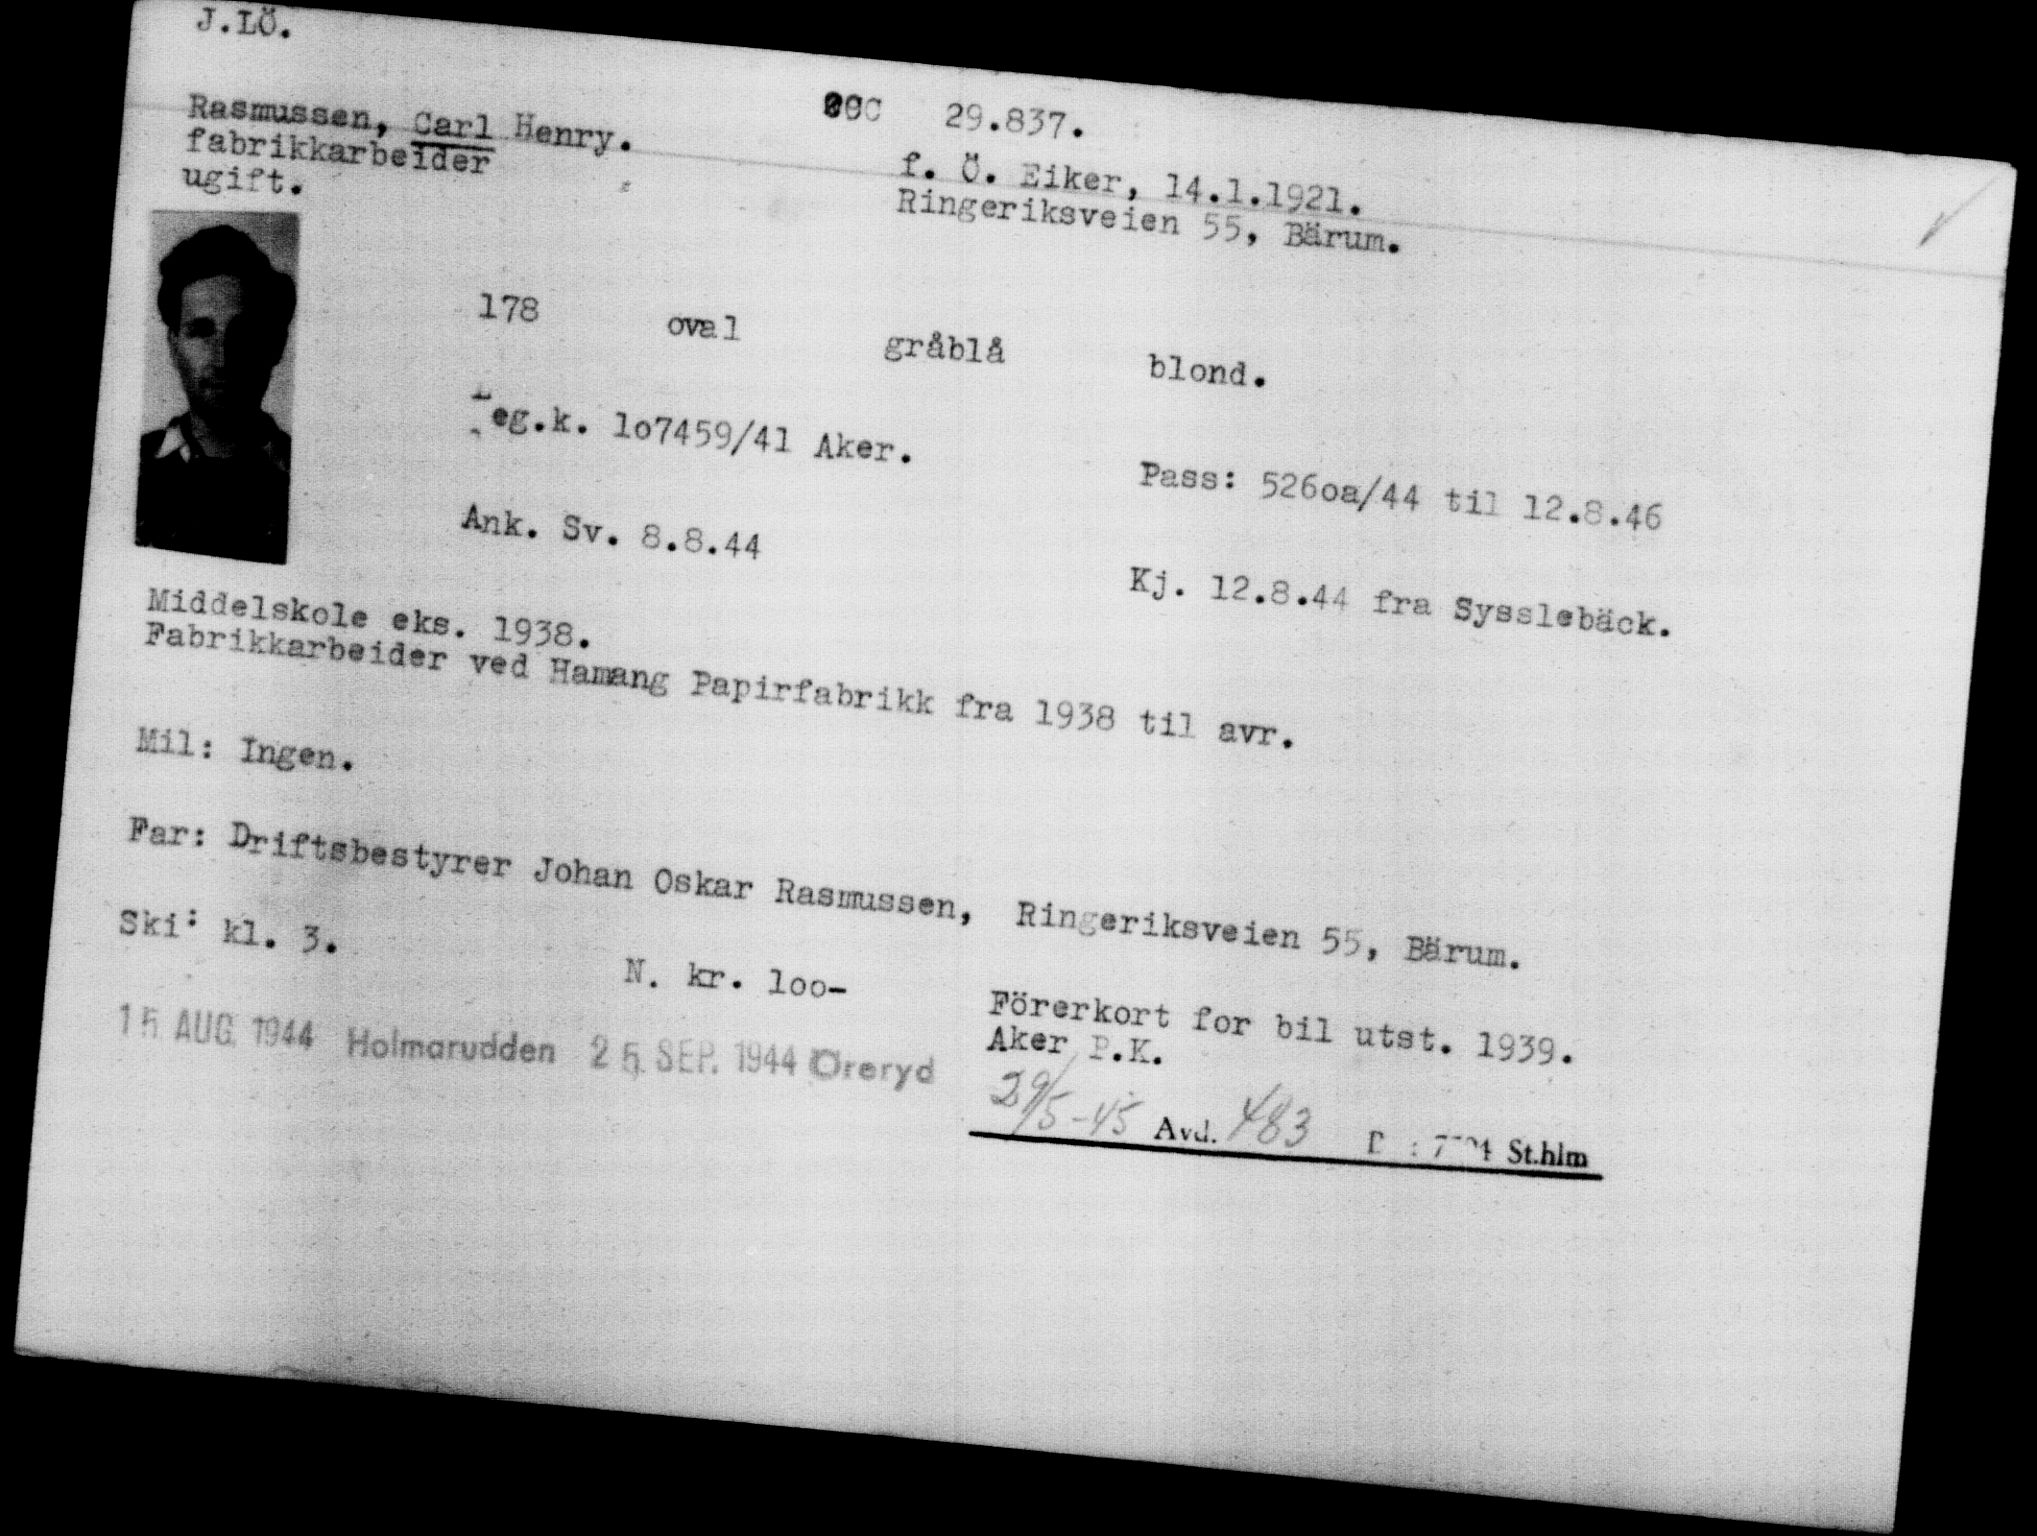 J.LÖ.
Rasmussen, Carl Henry. 29.837.
fabrikkarbeider f. Ö. Eiker, 14.1.1921.
ugift. Ringeriksveien 55, Bärum.
178 oval gråblå blond.
Leg.k. lo7459/41 Aker. Pass: 526oa/44 til 12.8.46
Ank. Sv. 8.8.44 Kj. 12.8.44 fra Sysslebäck.
Middelskole eks. 1938.
Fabrikkarbeider ved Hamang Papirfabrikk fra 1938 til avr.
Mil: Ingen.
Far: Driftsbestyrer Johan Oskar Rasmussen, Ringeriksveien 55, Bärum.
Ski: kl. 3. N. kr. loo- Förerkort for bil utst. 1939.
Aker P.K.
15 AUG. 1944 Holmarudden 25 SEP. 1944 Öreryd
29/5-45 Avd. 483 St.hlm